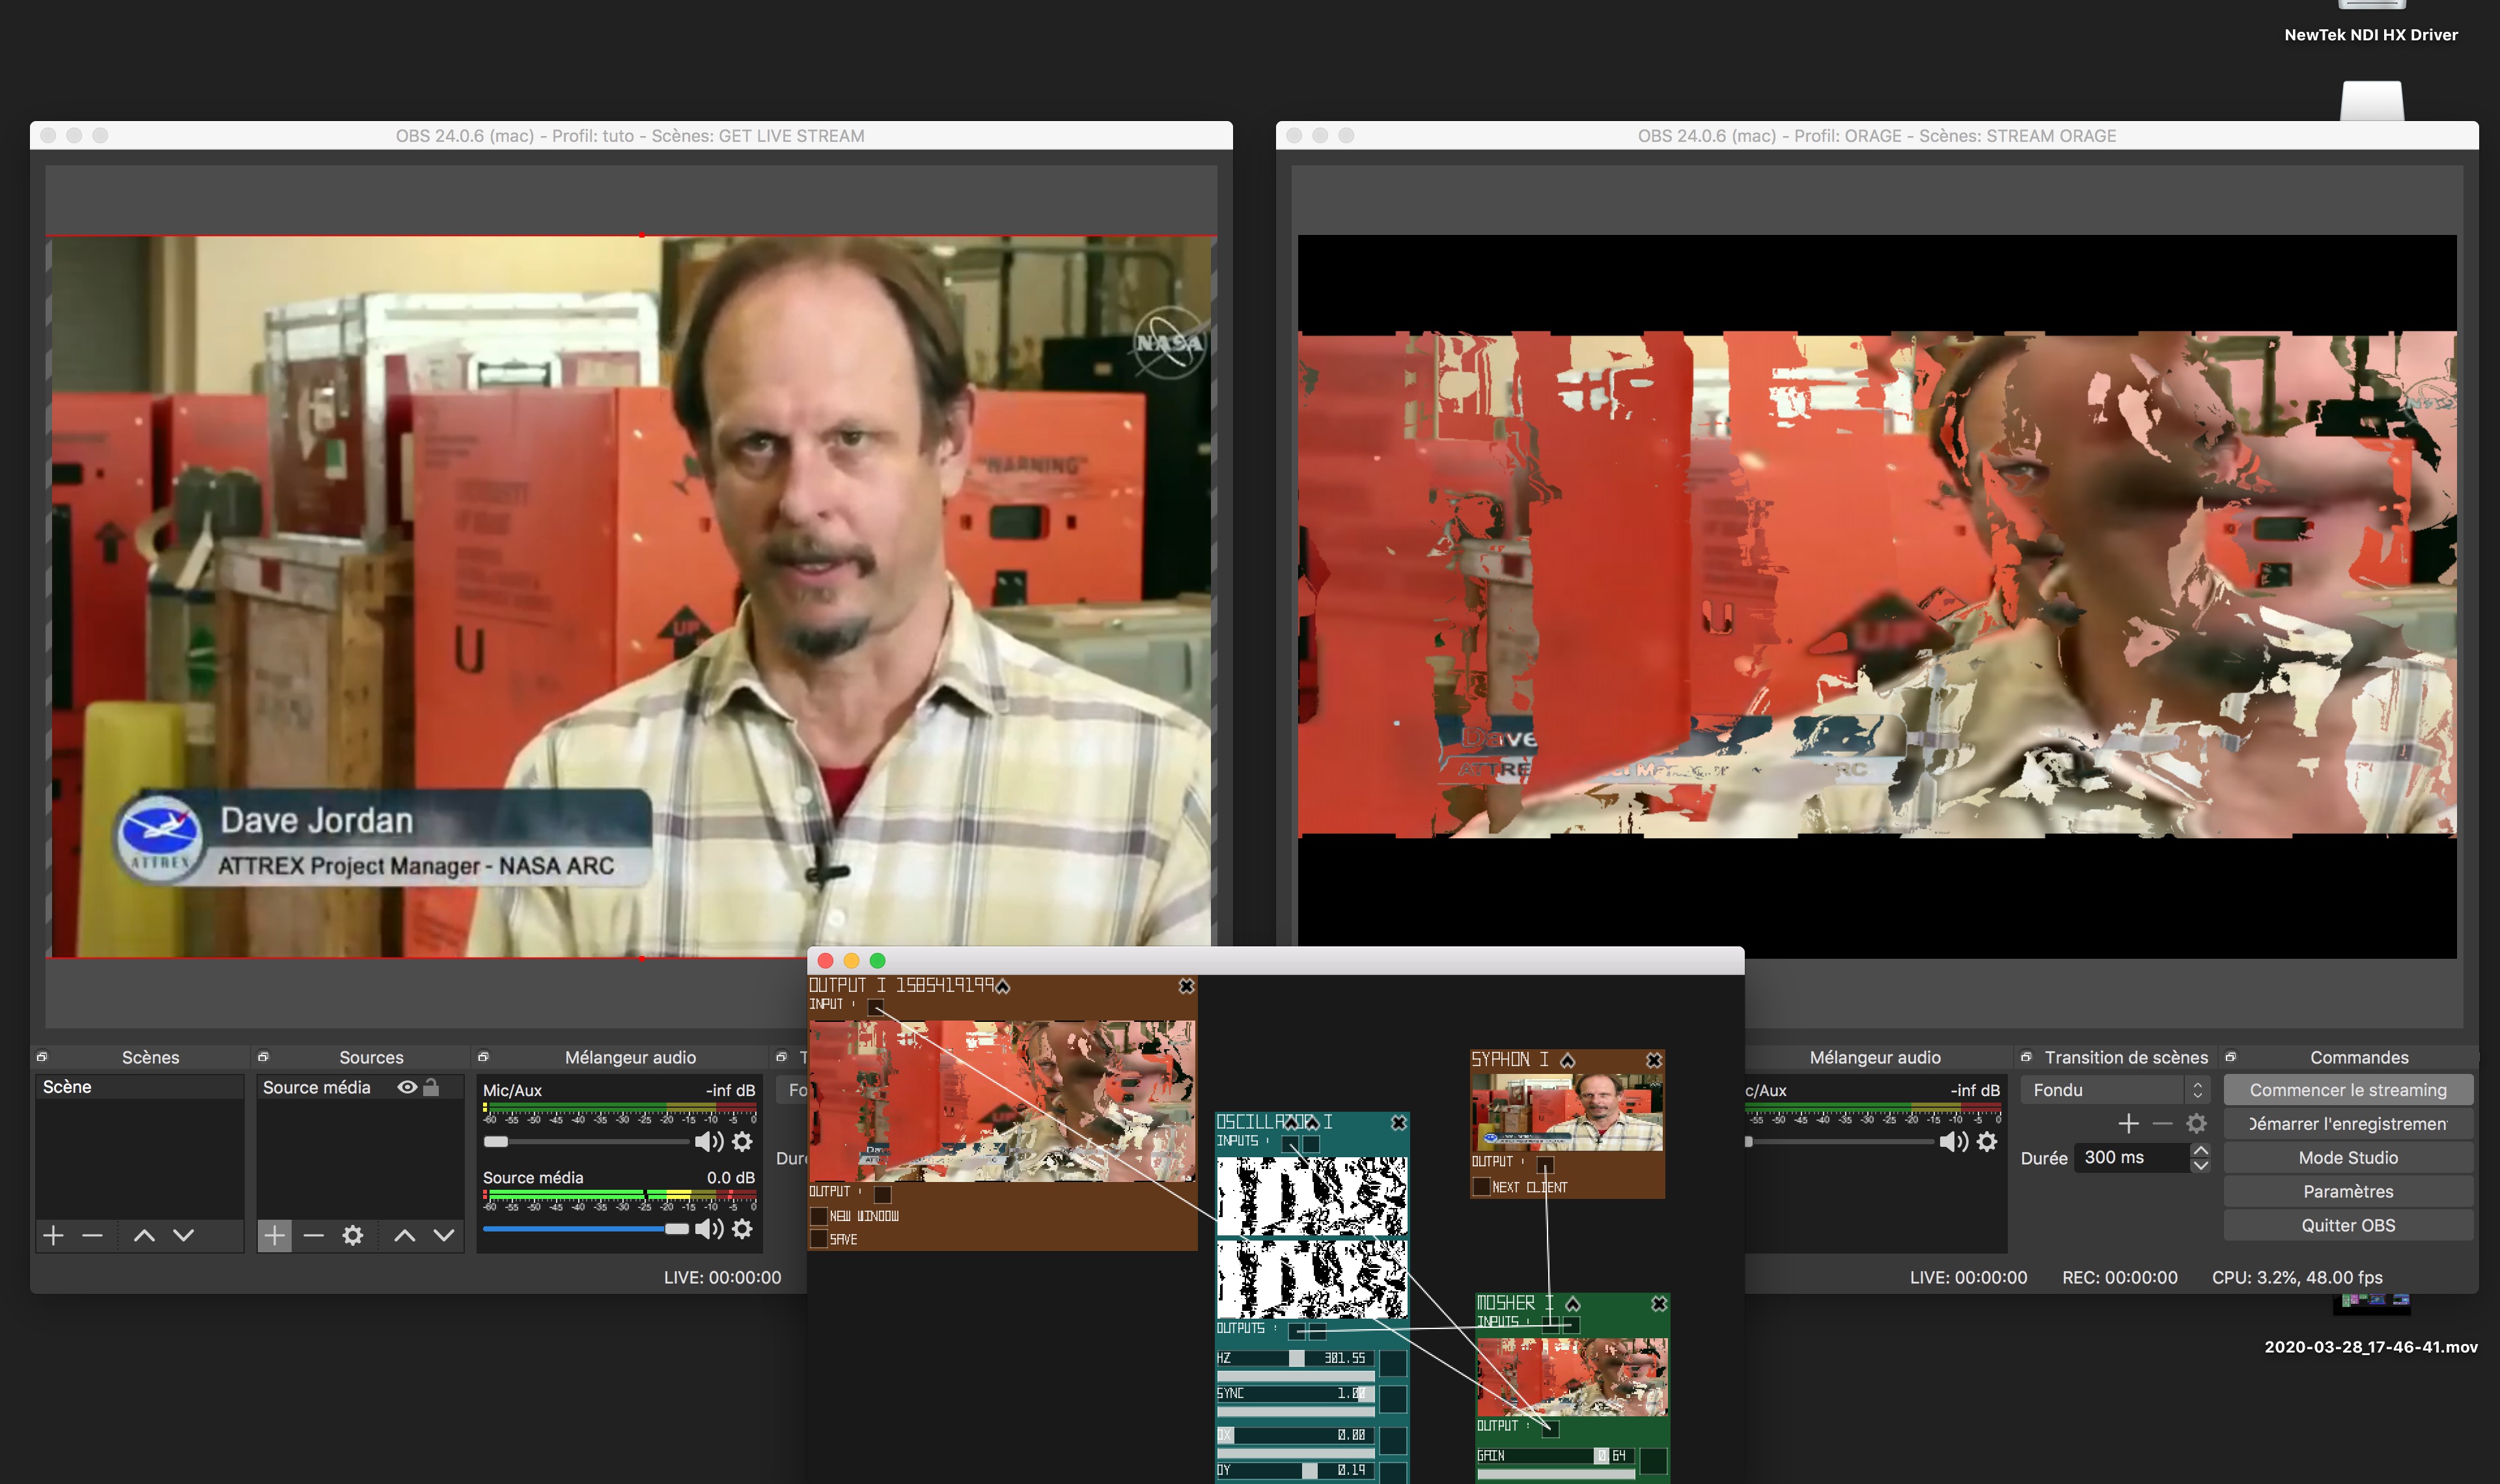 NewTek NDI HX Driver
OBS 24.0.6 (mac) - Profil: tuto - Scènes: GET LIVE STREAM
OBS 24.0.6 (mac) - Profil: ORAGE - Scènes: STREAM ORAGE
NASA
"WARNING"
UP
U
Dave Jordan
ATTREX
ATTREX Project Manager - NASA ARC
UP
U
Dave
ATTRE
RC
Scènes
Sources
Mélangeur audio
T
Scène
Source média
Mic/Aux
-inf dB
-60 -55 -50 -45 -40 -35 -30 -25 -20 -15 -10 -5 0
Source média
0.0 dB
-60 -55 -50 -45 -40 -35 -30 -25 -20 -15 -10 -5 0
Fo
Duré
LIVE: 00:00:00
OUTPUT I 1585419199
INPUT :
OUTPUT :
NEW WINDOW
SAVE
OSCILLATOR I
INPUTS :
OUTPUTS :
HZ 301.55
SYNC 1.00
OX 0.00
OY 0.19
SYPHON I
OUTPUT :
NEXT CLIENT
MOSHER I
INPUTS :
OUTPUT :
GAIN 0.64
Mélangeur audio
Transition de scènes
Commandes
c/Aux
-inf dB
-55 -50 -45 -40 -35 -30 -25 -20 -15 -10 -5 0
Fondu
Durée 300 ms
Commencer le streaming
Démarrer l'enregistremen
Mode Studio
Paramètres
Quitter OBS
LIVE: 00:00:00
REC: 00:00:00
CPU: 3.2%, 48.00 fps
2020-03-28_17-46-41.mov